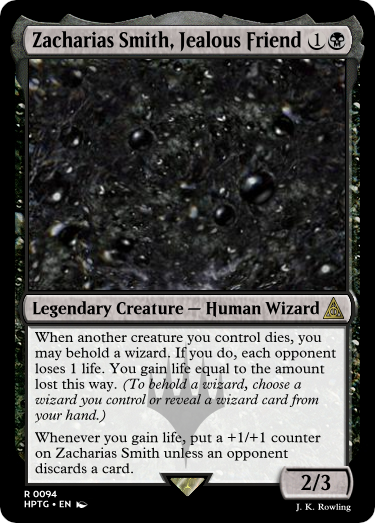 Zacharias Smith, Jealous Friend 1
Legendary Creature — Human Wizard
When another creature you control dies, you
may behold a wizard. If you do, each opponent
loses 1 life. You gain life equal to the amount
lost this way. (To behold a wizard, choose a
wizard you control or reveal a wizard card from
your hand.)
Whenever you gain life, put a +1/+1 counter
on Zacharias Smith unless an opponent
discards a card.
2/3
R 0094
HPTG • EN
J. K. Rowling